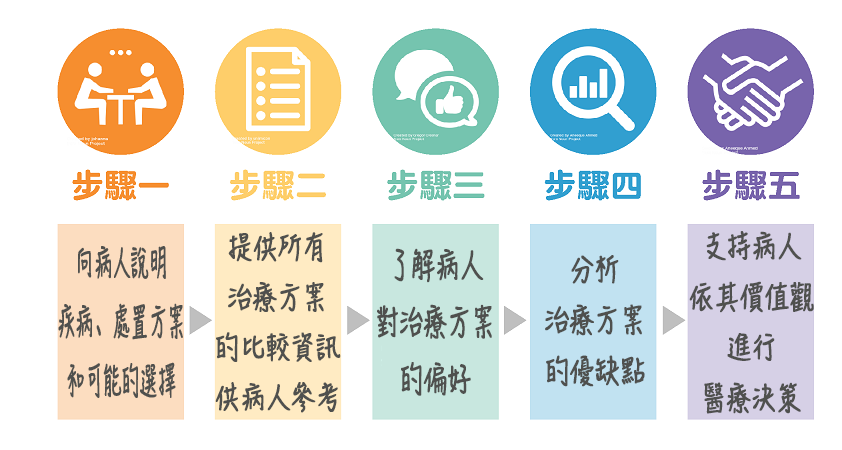 步驟一
步驟二
步驟三
步驟四
步驟五
向病人說明
疾病、處置方案
和可能的選擇
提供所有
治療方案
的比較資訊
供病人參考
了解病人
對治療方案
的偏好
分析
治療方案
的優缺點
支持病人
依其價值觀
進行
醫療決策